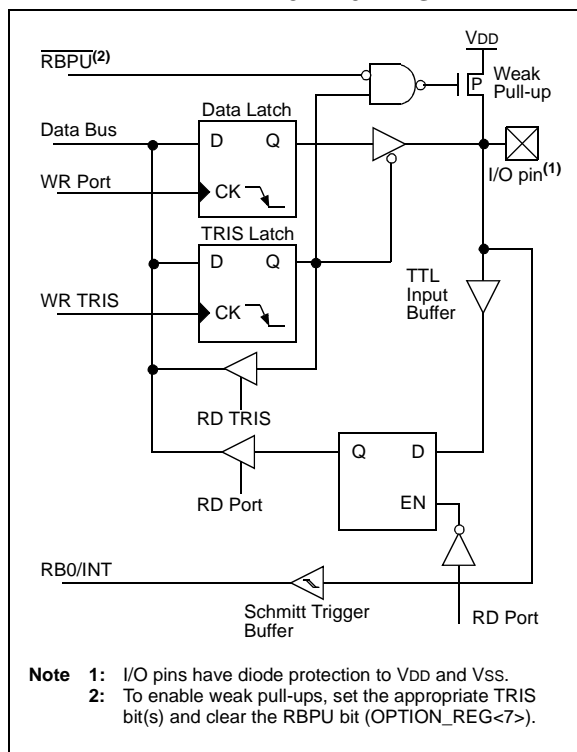 RBPU(2)
VDD
P
Weak
Pull-up
Data Latch
Data Bus
D Q
I/O pin(1)
WR Port
CK
TRIS Latch
D Q
TTL
Input
Buffer
WR TRIS
CK
RD TRIS
Q D
RD Port
EN
RB0/INT
Schmitt Trigger
Buffer
RD Port
Note 1: I/O pins have diode protection to VDD and VSS.
2: To enable weak pull-ups, set the appropriate TRIS
bit(s) and clear the RBPU bit (OPTION_REG<7>).